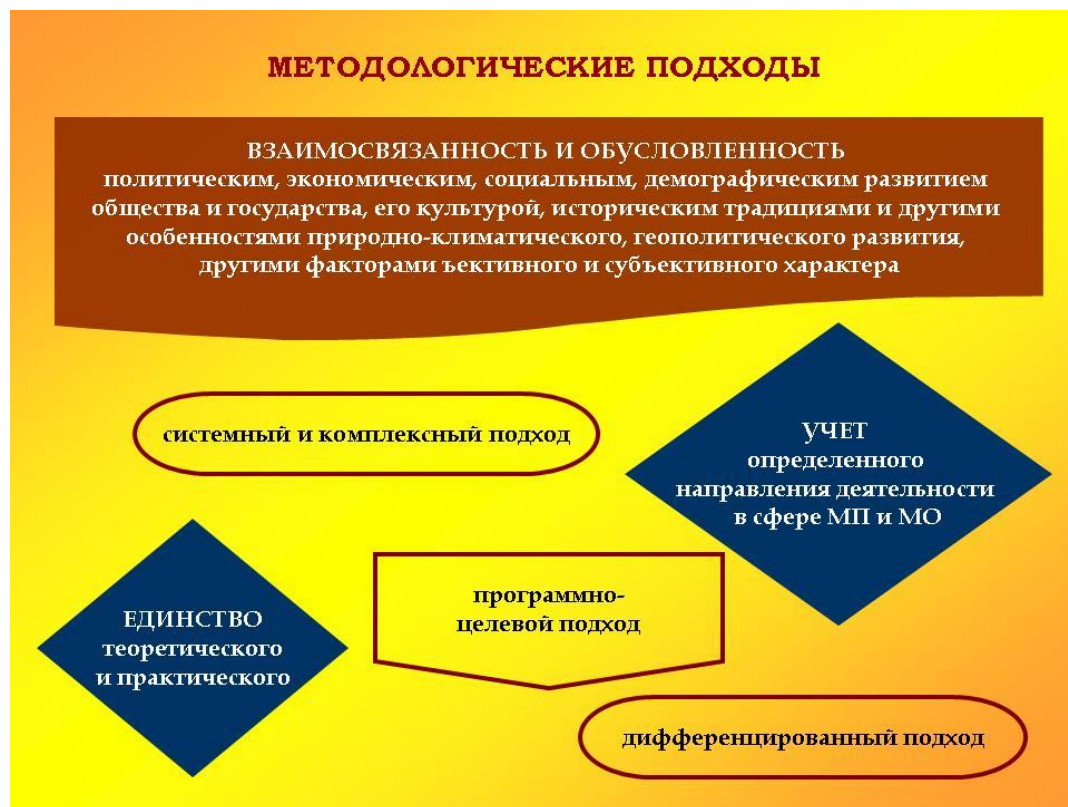 МЕТОДОЛОГИЧЕСКИЕ ПОДХОДЫ
ВЗАИМОСВЯЗАННОСТЬ И ОБУСЛОВЛЕННОСТЬ
политическим, экономическим, социальным, демографическим развитием
общества и государства, его культурой, историческим традициями и другими
особенностями природно-климатического, геополитического развития,
другими факторами ъективного и субъективного характера
системный и комплексный подход
УЧЕТ
определенного
направления деятельности
в сфере МП и МО
ЕДИНСТВО
теоретического
и практического
программно-
целевой подход
дифференцированный подход